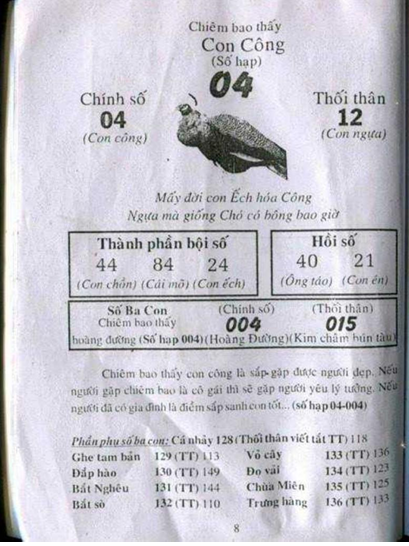 Chiêm bao thấy
Con Công
(Số hạp)
04
Chính số
04
(Con công)
Thối thân
12
(Con ngựa)
Mấy đời con Ếch hóa Công
Ngựa mà giống Chó có bóng bao giờ
Thành phần bội số
44 84 24
(Con chồn) (Cái mõ) (Con ếch)
Hồi số
40 21
(Ông táo) (Con én)
Số Ba Con (Chính số) (Thối thân)
Chiêm bao thấy 004 015
hoàng đường (Số hạp 004) (Hoàng Đường) (Kim châm hún tàu)
Chiêm bao thấy con công là sắp gặp được người đẹp. Nếu
người gặp chiêm bao là cô gái thì sẽ gặp người yêu lý tưởng. Nếu
người đã có gia đình là điềm sắp sanh con tốt... (số hạp 04-004)
Phần phụ số ba con: Cá nhảy 128 (Thối thân viết tắt TT) 118
Ghe tam bản 129 (TT) 113 Vỏ cây 133 (TT) 136
Đắp hào 130 (TT) 149 Đọ vải 134 (TT) 123
Bắt Nghêu 131 (TT) 144 Chùa Miên 135 (TT) 125
Bắt sò 132 (TT) 110 Trưng hàng 136 (TT) 133
8